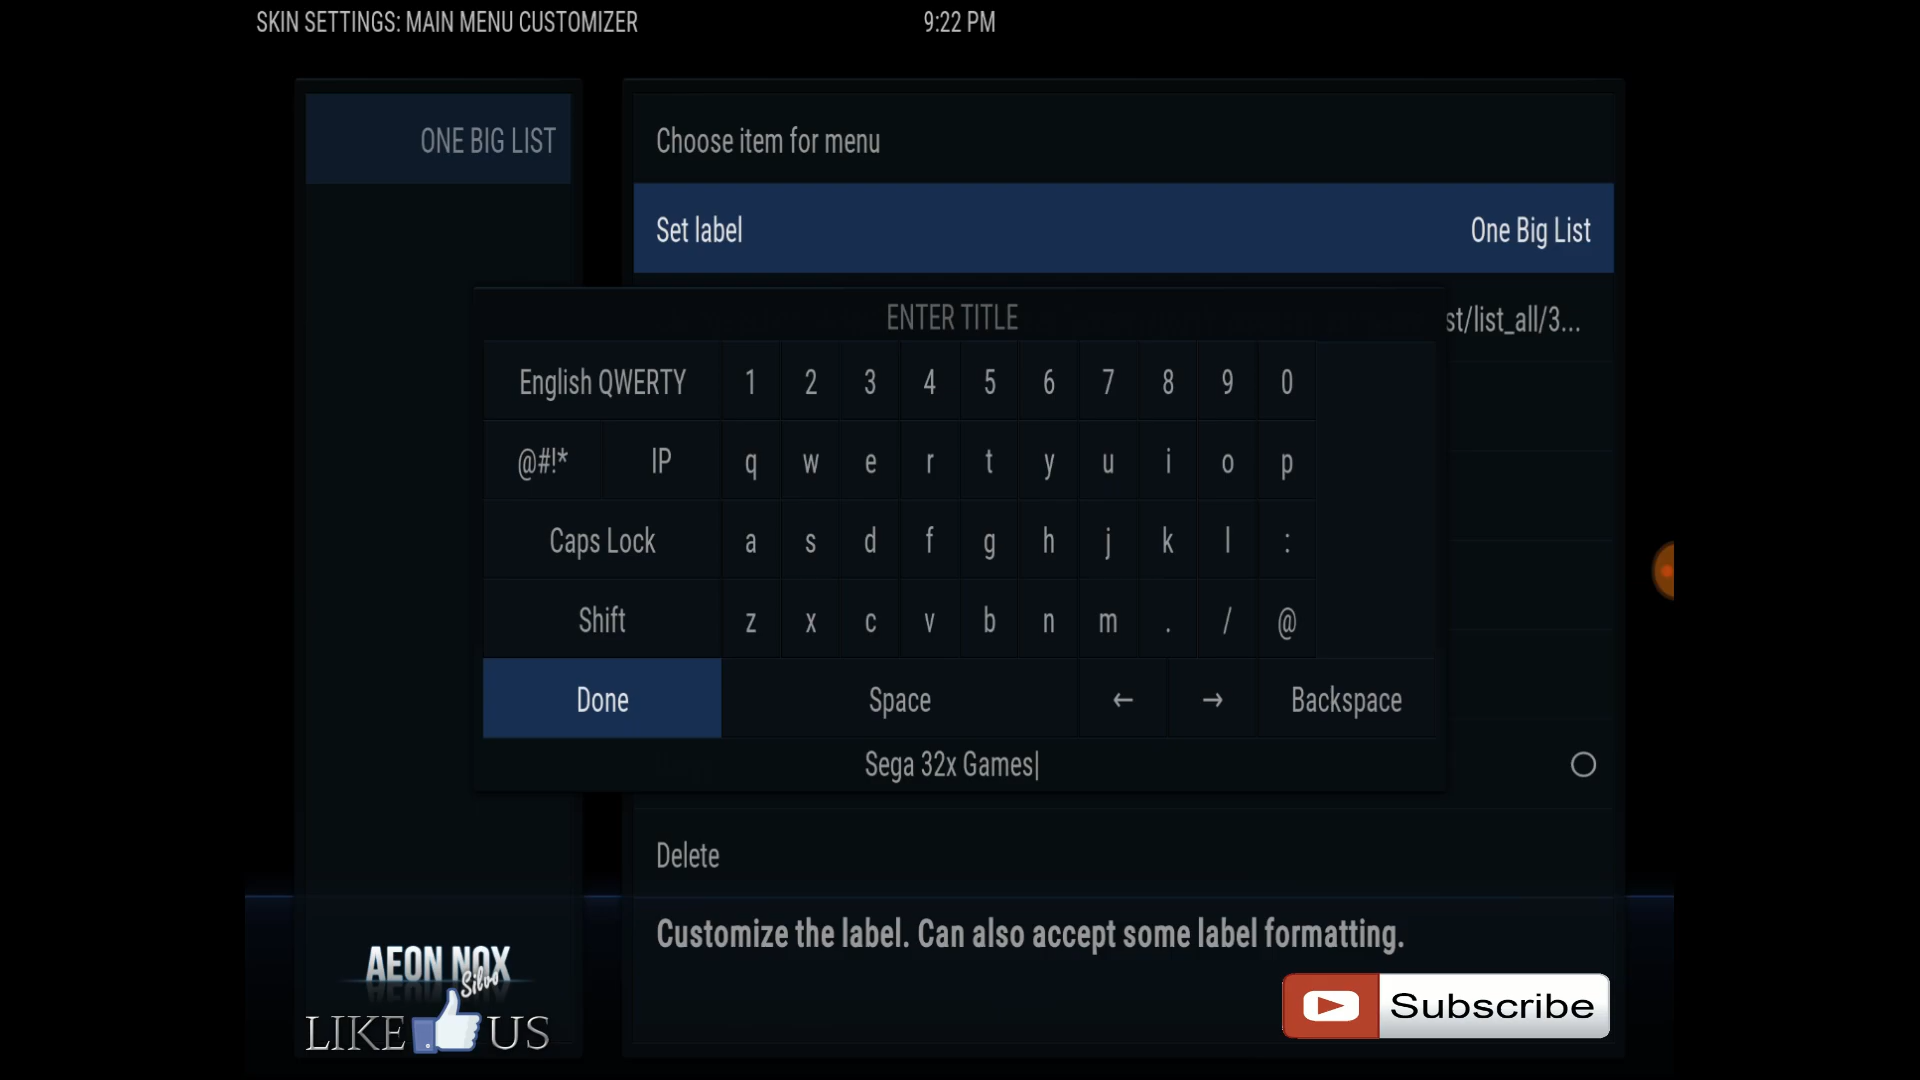 SKIN SETTINGS: MAIN MENU CUSTOMIZER
9:22 PM
ONE BIG LIST
Choose item for menu
Set label
One Big List
ENTER TITLE
st/list_all/3...
English QWERTY 1 2 3 4 5 6 7 8 9 0
@#!* IP q w e r t y u i o p
Caps Lock a s d f g h j k l :
Shift z x c v b n m . / @
Done Space ← → Backspace
Sega 32x Games|
Delete
Customize the label. Can also accept some label formatting.
AEON NOX
Silvo
LIKE US
Subscribe